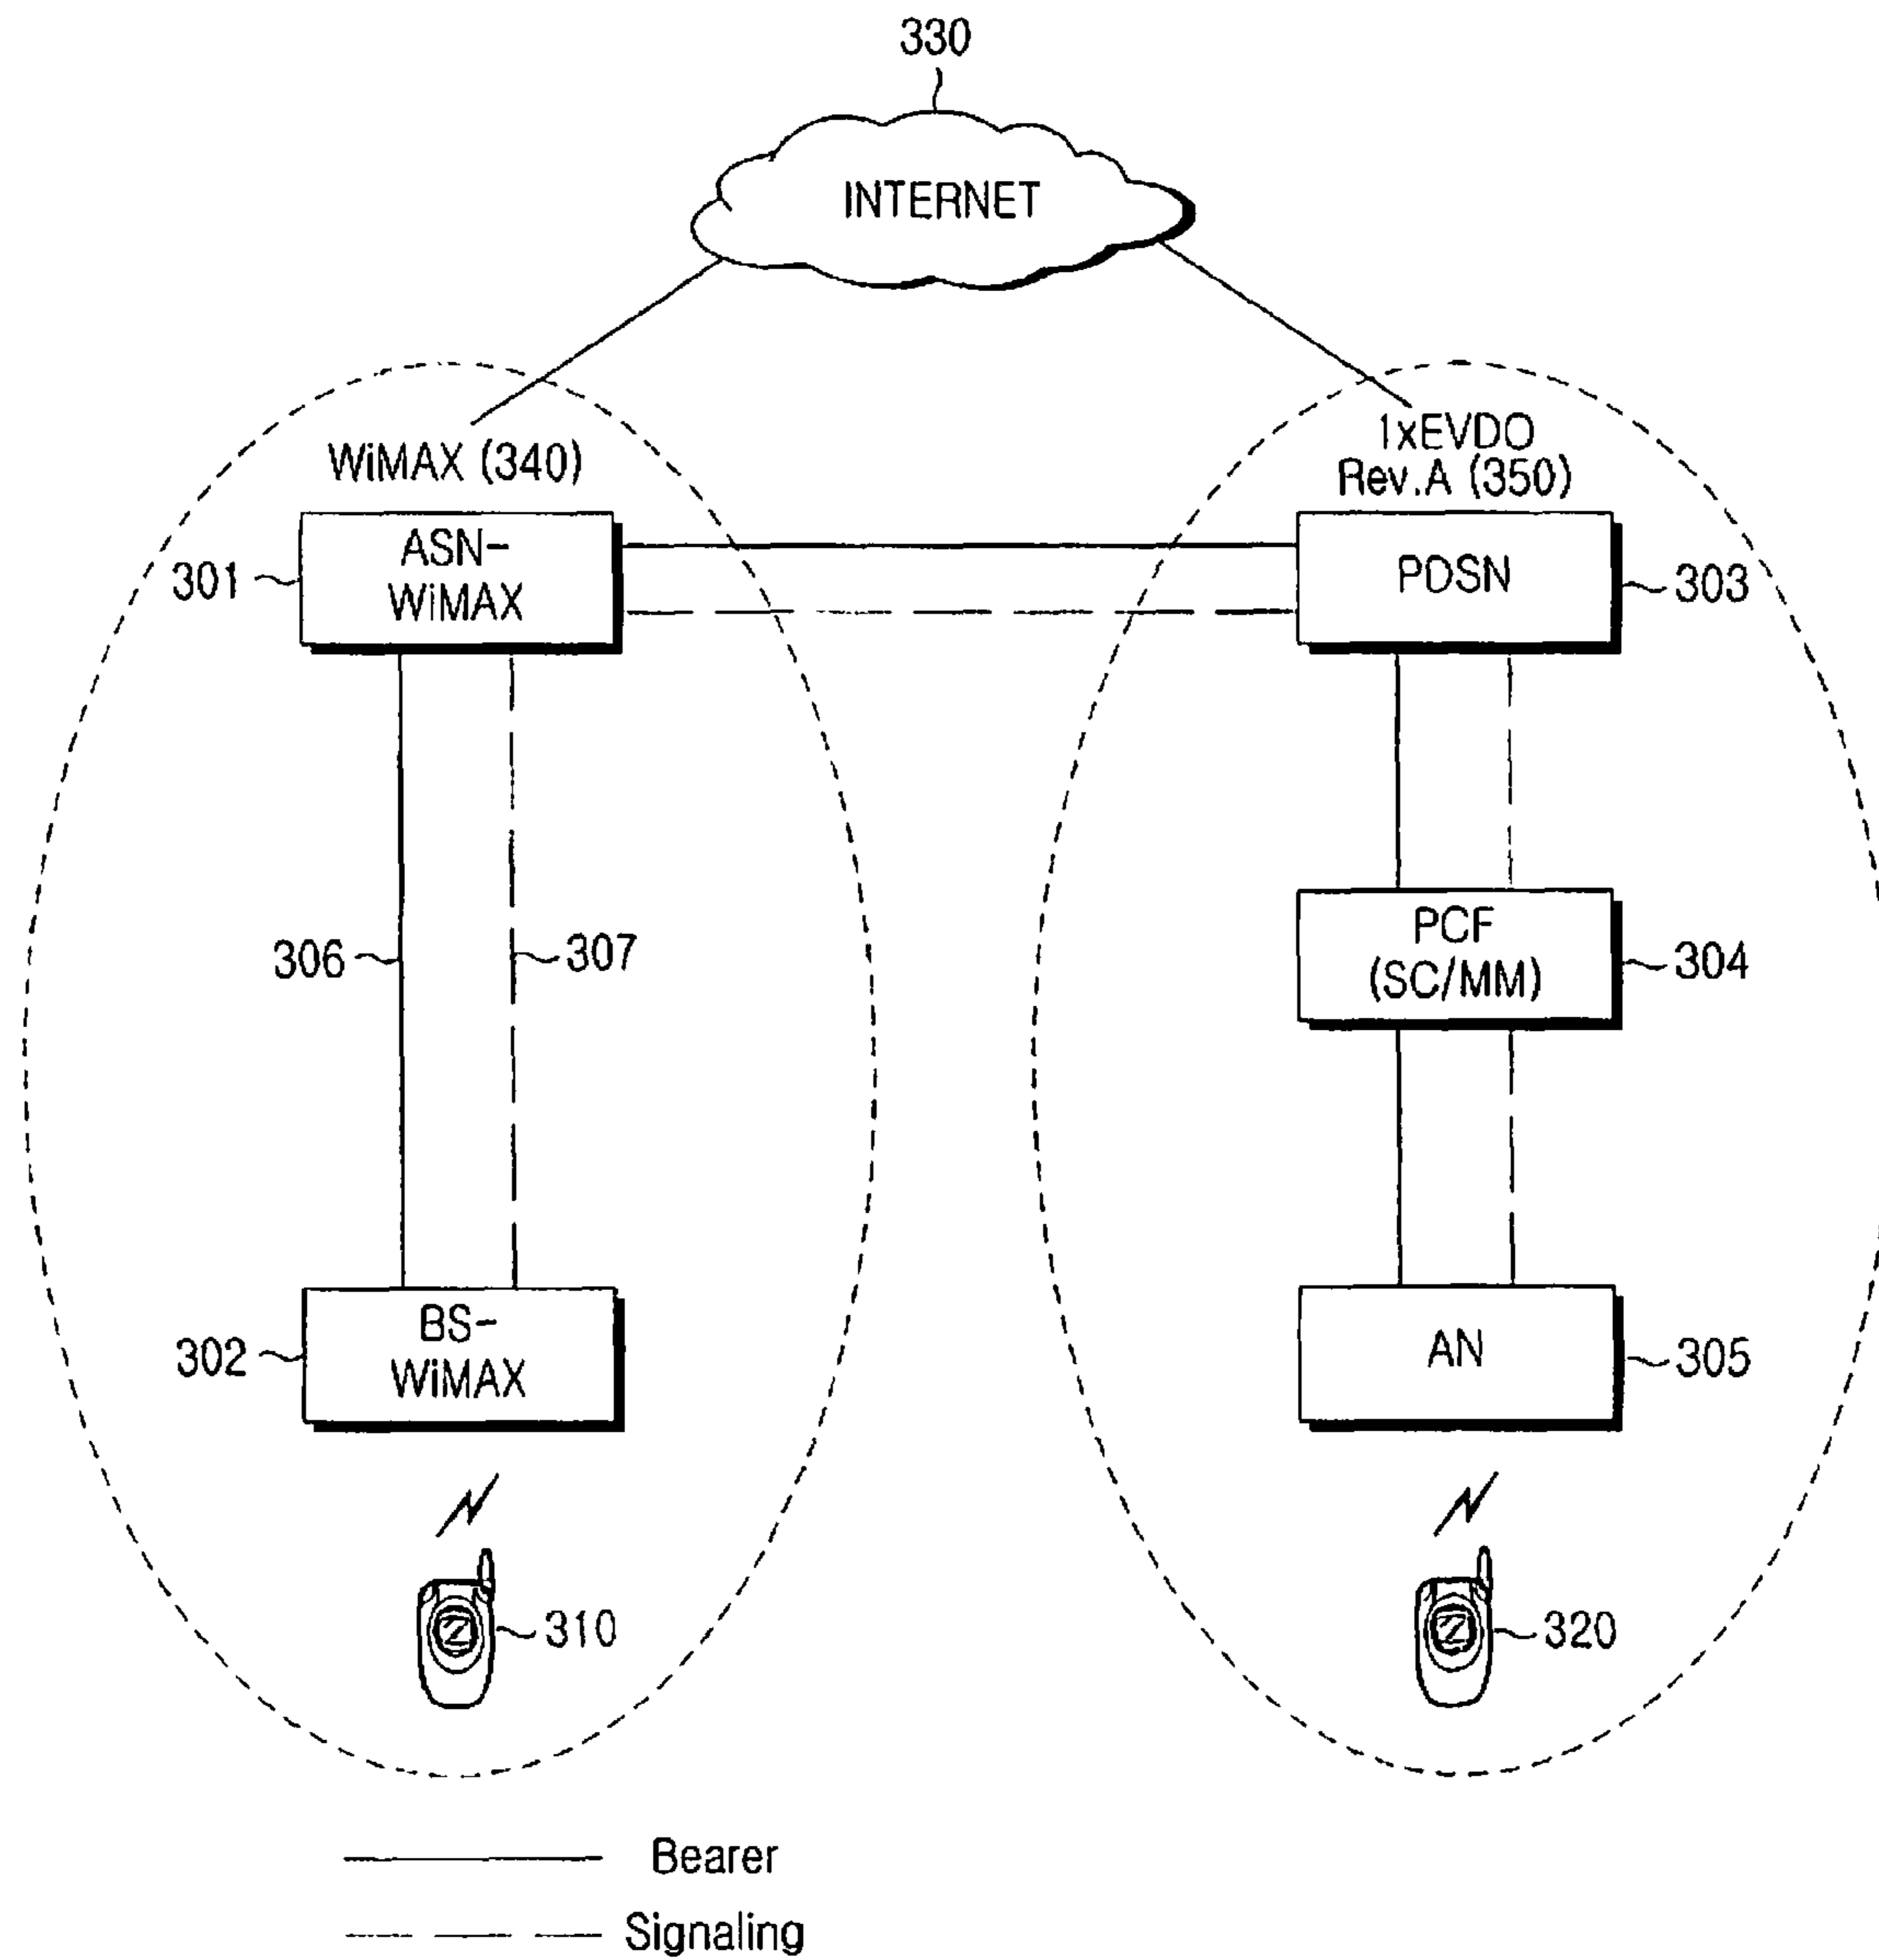 330
INTERNET
WiMAX (340)
1xEVDO
Rev.A (350)
301
ASN-
WiMAX
PDSN
303
306
307
PCF
(SC/MM)
304
302
BS-
WiMAX
AN
305
310
320
Bearer
Signaling